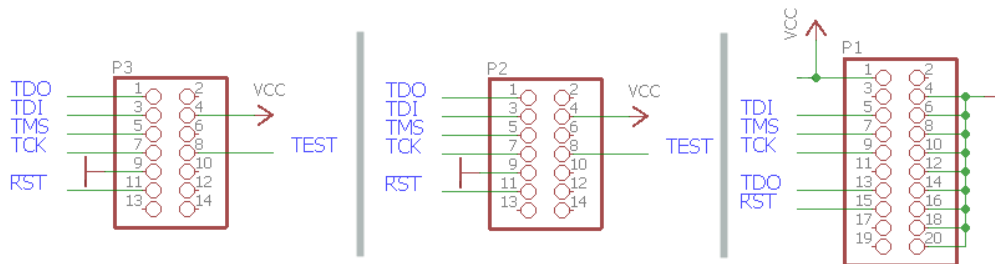 P3
TDO 1 2 VCC
TDI 3 4
TMS 5 6
TCK 7 8 TEST
9 10
RST 11 12
13 14
P2
TDO 1 2 VCC
TDI 3 4
TMS 5 6
TCK 7 8 TEST
9 10
RST 11 12
13 14
VCC
P1
1 2
3 4
TDI 5 6
TMS 7 8
TCK 9 10
11 12
TDO 13 14
RST 15 16
17 18
19 20